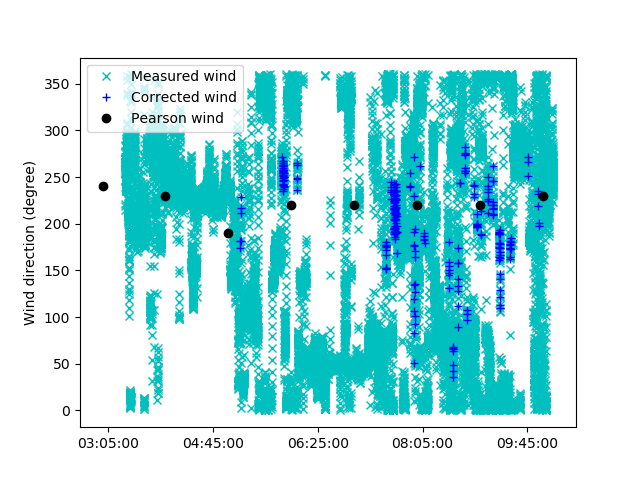 Measured wind
Corrected wind
Pearson wind
Wind direction (degree)
350
300
250
200
150
100
50
0
03:05:00 04:45:00 06:25:00 08:05:00 09:45:00